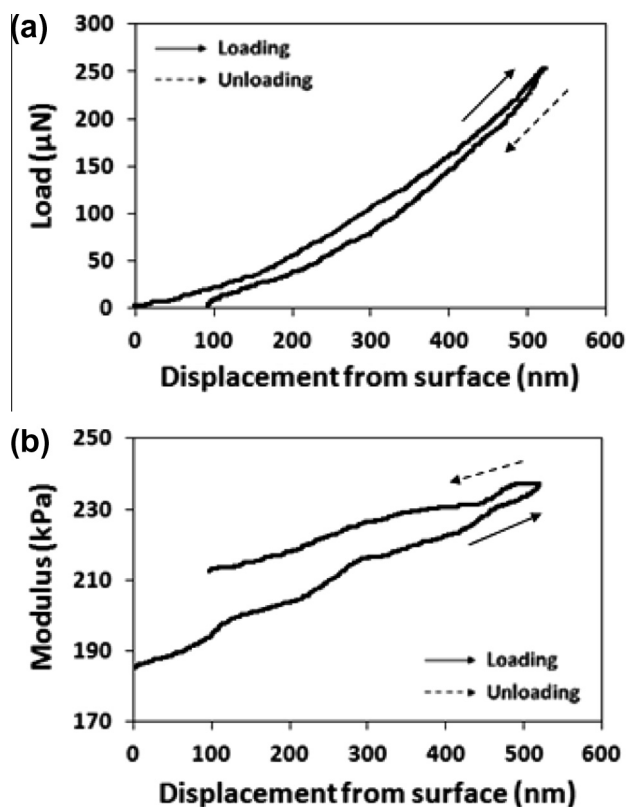 (a)
300
250
200
150
100
50
0
Load (μN)
Loading
Unloading
0 100 200 300 400 500 600
Displacement from surface (nm)
(b)
250
230
210
190
170
Modulus (kPa)
Loading
Unloading
0 100 200 300 400 500 600
Displacement from surface (nm)